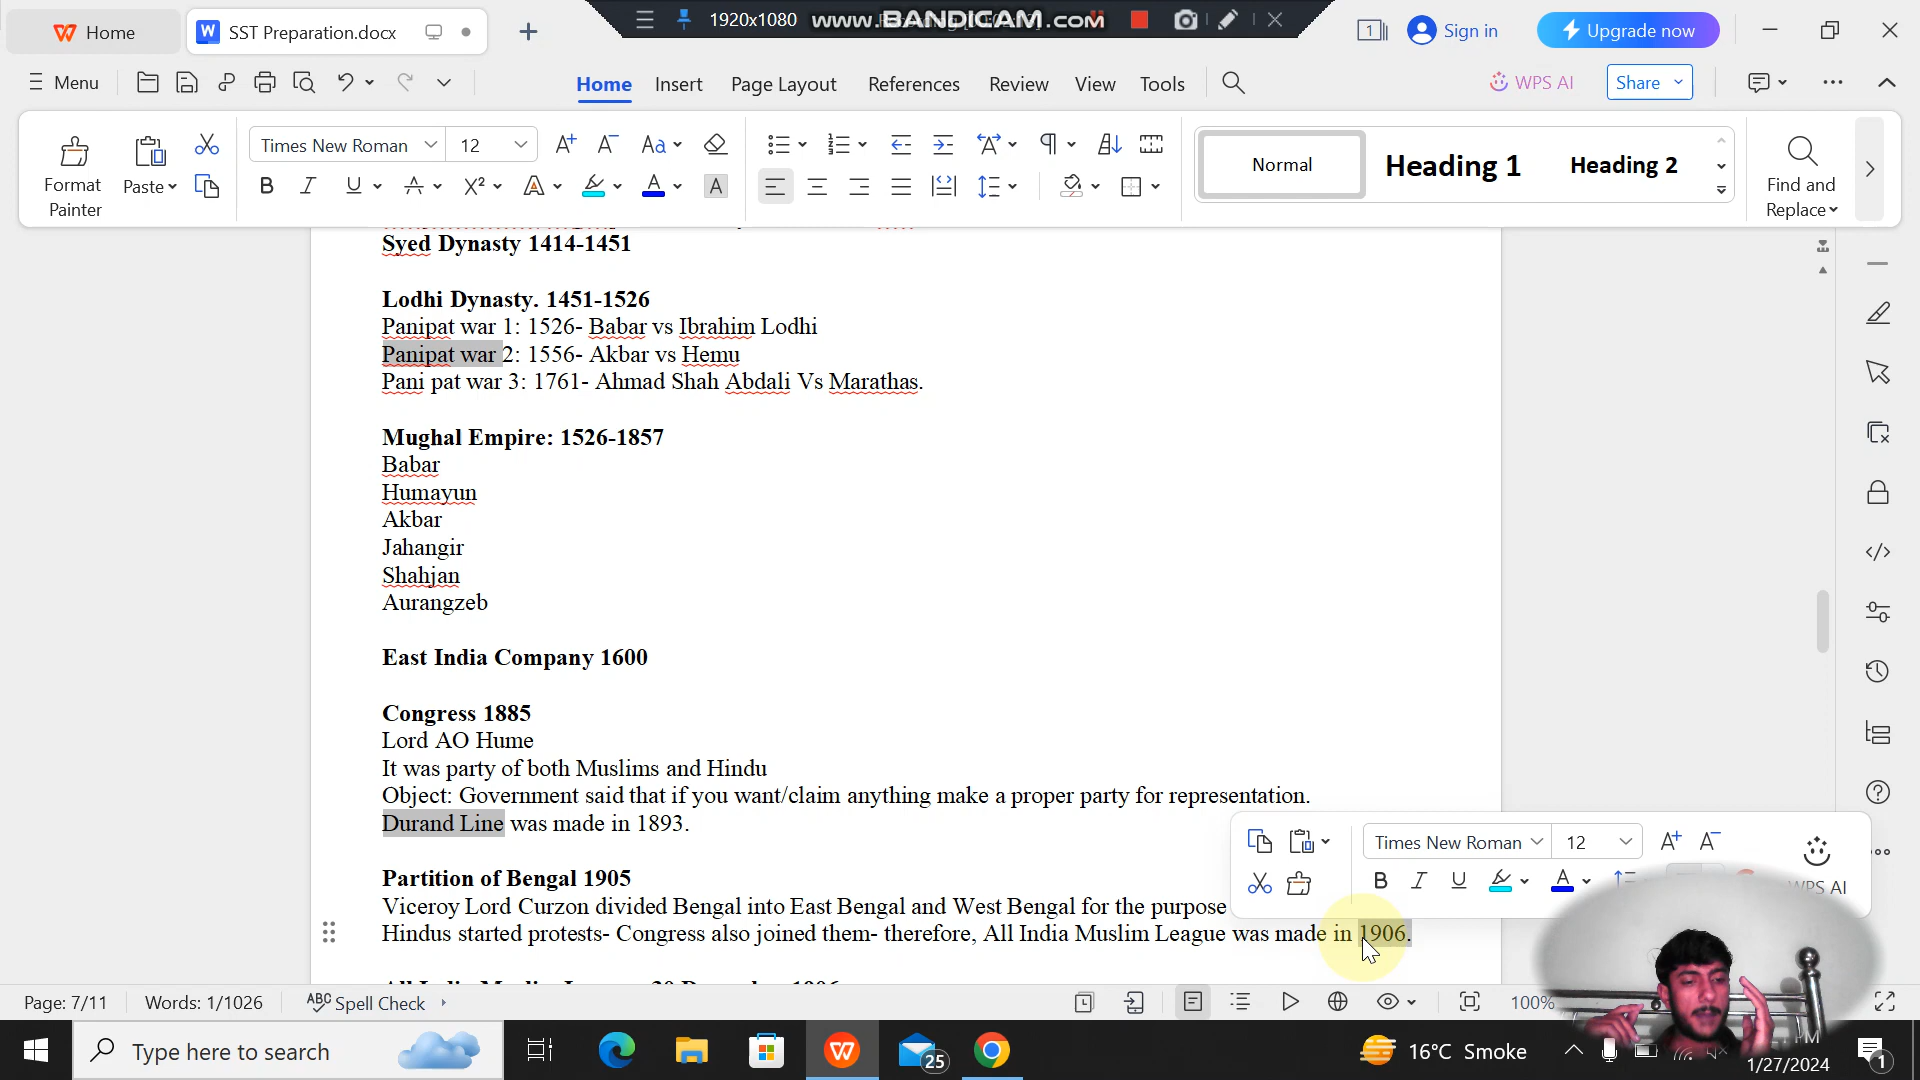 Home
SST Preparation.docx
1920x1080
www.BANDICAM.com
Sign in
Upgrade now
Menu
Home
Insert
Page Layout
References
Review
View
Tools
WPS AI
Share
Format
Painter
Paste
Times New Roman
12
Normal
Heading 1
Heading 2
Find and
Replace
Syed Dynasty 1414-1451
Lodhi Dynasty. 1451-1526
Panipat war 1: 1526- Babar vs Ibrahim Lodhi
Panipat war 2: 1556- Akbar vs Hemu
Pani pat war 3: 1761- Ahmad Shah Abdali Vs Marathas.
Mughal Empire: 1526-1857
Babar
Humayun
Akbar
Jahangir
Shahjan
Aurangzeb
East India Company 1600
Congress 1885
Lord AO Hume
It was party of both Muslims and Hindu
Object: Government said that if you want/claim anything make a proper party for representation.
Durand Line was made in 1893.
Times New Roman
12
WPS AI
Partition of Bengal 1905
Viceroy Lord Curzon divided Bengal into East Bengal and West Bengal for the purpose
Hindus started protests- Congress also joined them- therefore, All India Muslim League was made in 1906.
Page: 7/11
Words: 1/1026
Spell Check
100%
Type here to search
25
16°C Smoke
PM
1/27/2024
1